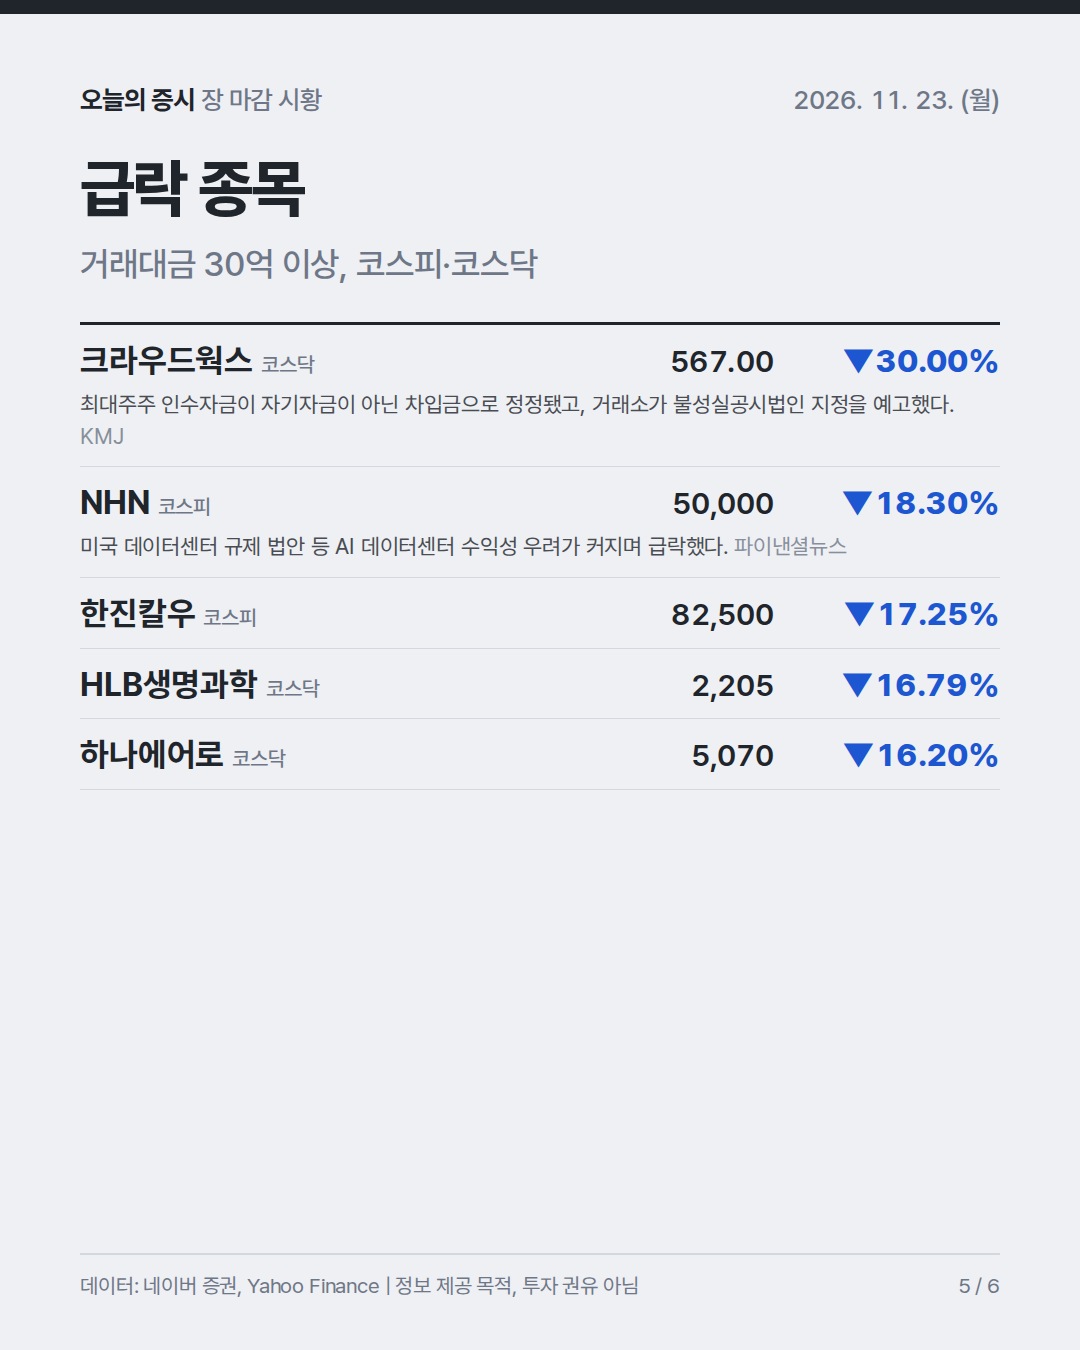 오늘의 증시 장 마감 시황 2026. 11. 23. (월)
급락 종목
거래대금 30억 이상, 코스피·코스닥
크라우드웍스 코스닥 567.00 ▼30.00%
최대주주 인수자금이 자기자금이 아닌 차입금으로 정정됐고, 거래소가 불성실공시법인 지정을 예고했다.
KMJ
NHN 코스피 50,000 ▼18.30%
미국 데이터센터 규제 법안 등 AI 데이터센터 수익성 우려가 커지며 급락했다. 파이낸셜뉴스
한진칼우 코스피 82,500 ▼17.25%
HLB생명과학 코스닥 2,205 ▼16.79%
하나에어로 코스닥 5,070 ▼16.20%
데이터: 네이버 증권, Yahoo Finance | 정보 제공 목적, 투자 권유 아님 5 / 6